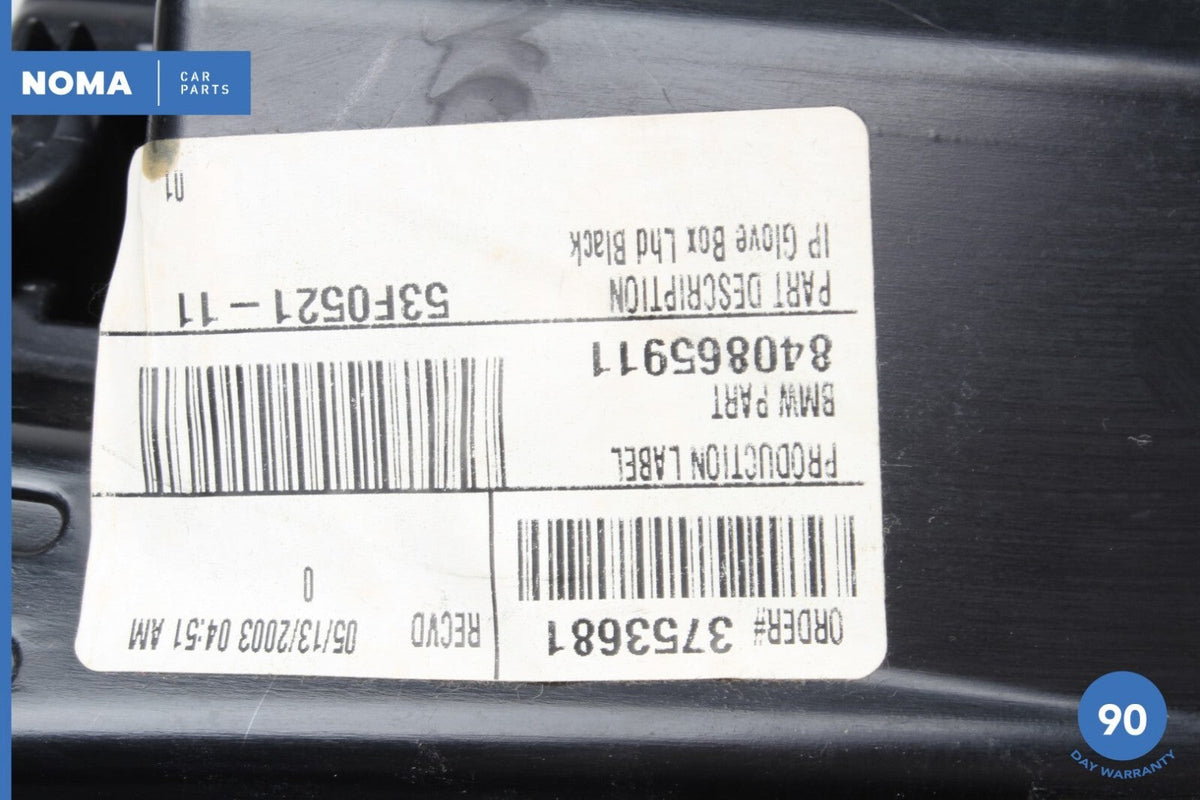 NOMA
CAR
PARTS
ORDER# 3753681
RECVD 05/13/2003 04:51 AM
0
PRODUCTION LABEL
BMW PART
840865911
PART DESCRIPTION
53F0521-11
IP Glove Box Lhd Black
01
90
DAY WARRANTY